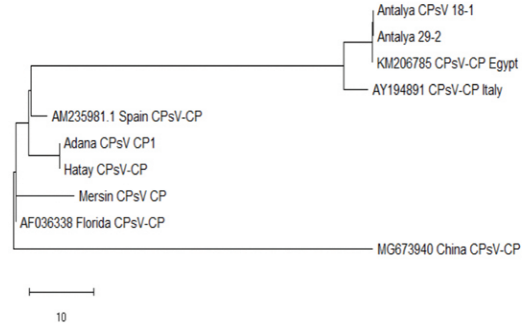 Antalya CPsV 18-1
Antalya 29-2
KM206785 CPsV-CP Egypt
AY194891 CPsV-CP Italy
AM235981.1 Spain CPsV-CP
Adana CPsV CP1
Hatay CPsV-CP
Mersin CPsV CP
AF036338 Florida CPsV-CP
MG673940 China CPsV-CP
10